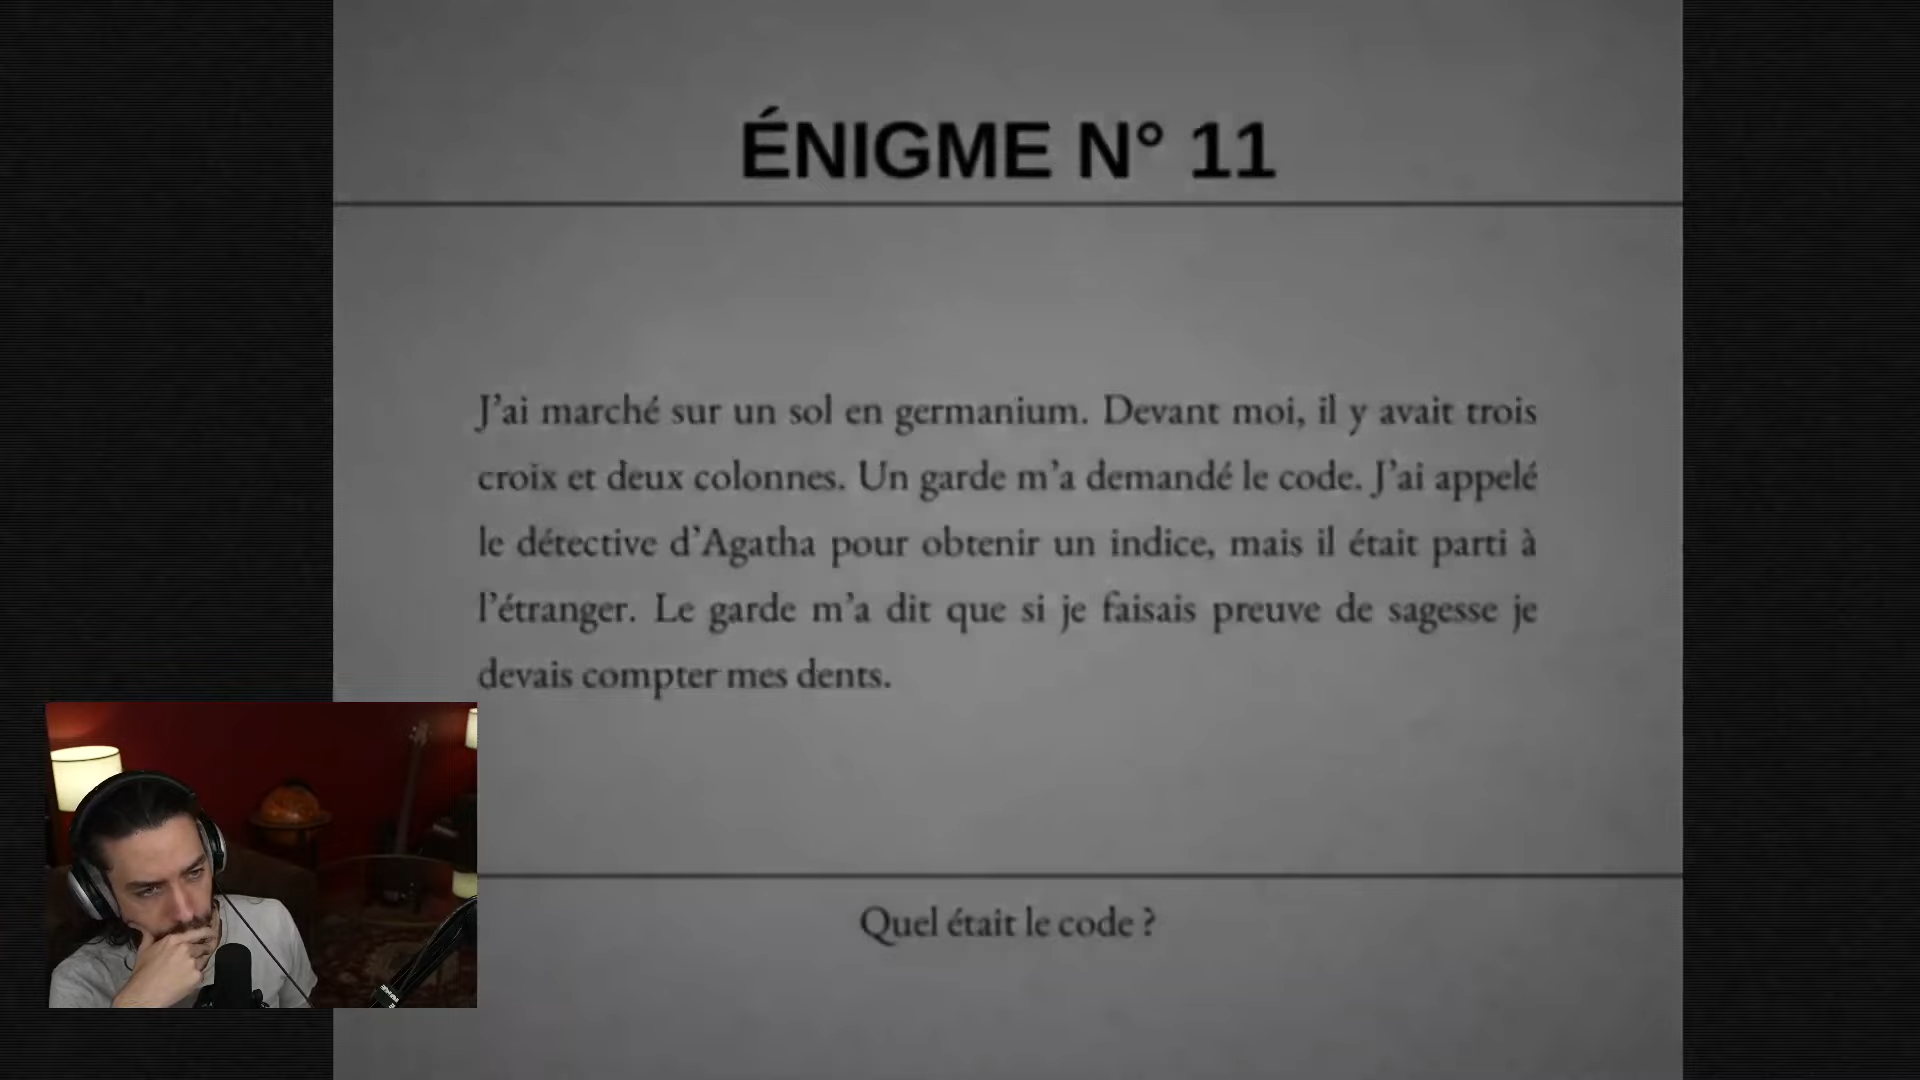 ÉNIGME N° 11
J’ai marché sur un sol en germanium. Devant moi, il y avait trois
croix et deux colonnes. Un garde m’a demandé le code. J’ai appelé
le détective d’Agatha pour obtenir un indice, mais il était parti à
l’étranger. Le garde m’a dit que si je faisais preuve de sagesse je
devais compter mes dents.
Quel était le code ?